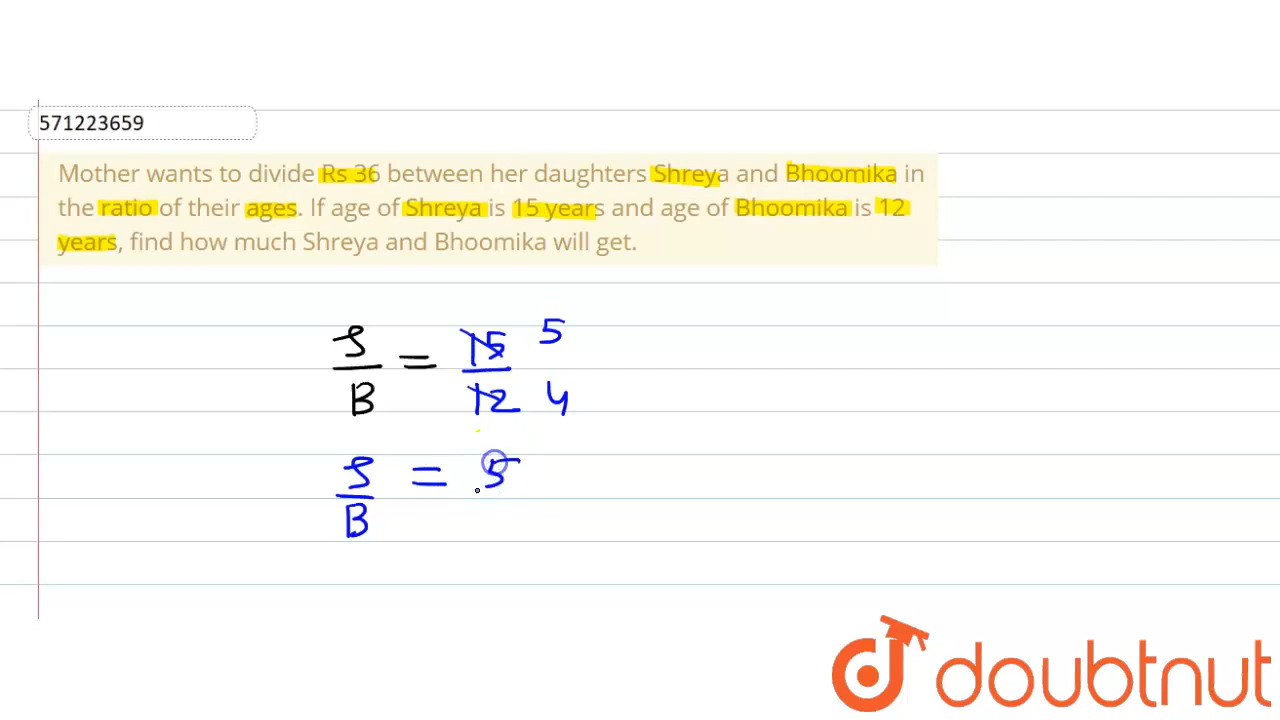 571223659
Mother wants to divide Rs 36 between her daughters Shreya and Bhoomika in
the ratio of their ages. If age of Shreya is 15 years and age of Bhoomika is 12
years, find how much Shreya and Bhoomika will get.
S/B = 15/12 5/4
S/B = 5
doubtnut